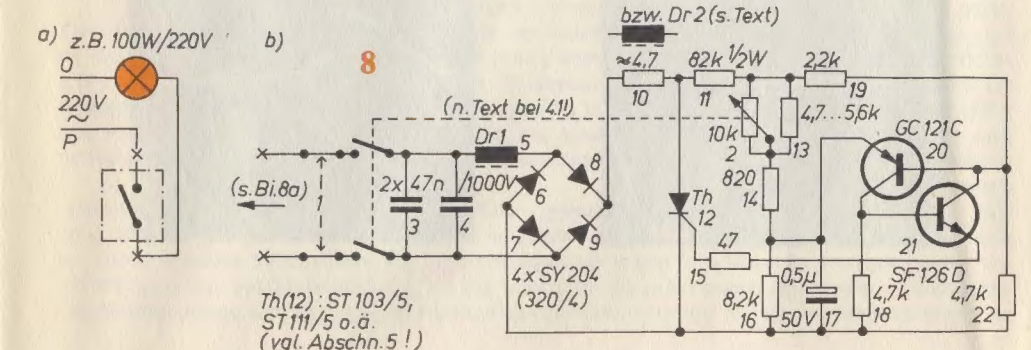 a) z.B. 100W/220V
O
220V
~
P
b)
8
(s.Bi.8a)
1
(n. Text bei 4.1!)
2x 47n /1000V
3
4
Dr1
5
6
7
8
9
4x SY 204
(320/4)
Th(12): ST 103/5,
ST 111/5 o.ä.
(vgl. Abschn. 5 !)
bzw. Dr 2 (s. Text)
≈4,7
10
82k ½W
11
10k
2
4,7...5,6k
13
2,2k
19
GC 121 C
20
820
14
Th
12
47
15
21
SF 126 D
8,2k
16
0,5µ
50V
17
4,7k
18
4,7k
22